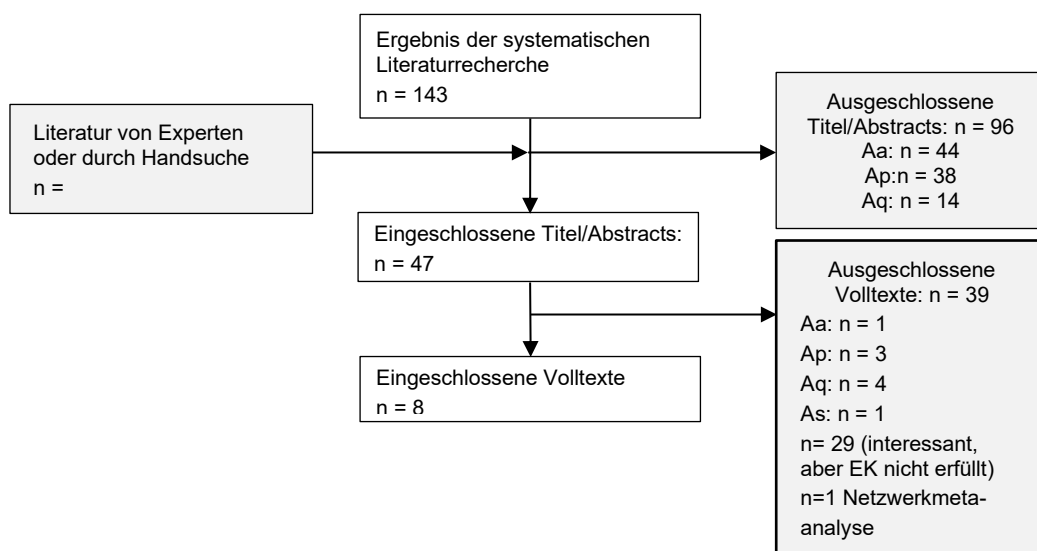 Ergebnis der systematischen
Literaturrecherche
n = 143
Literatur von Experten
oder durch Handsuche
n =
Ausgeschlossene
Titel/Abstracts: n = 96
Aa: n = 44
Ap:n = 38
Aq: n = 14
Eingeschlossene Titel/Abstracts:
n = 47
Ausgeschlossene
Volltexte: n = 39
Aa: n = 1
Ap: n = 3
Aq: n = 4
As: n = 1
n= 29 (interessant,
aber EK nicht erfüllt)
n=1 Netzwerkmeta-
analyse
Eingeschlossene Volltexte
n = 8